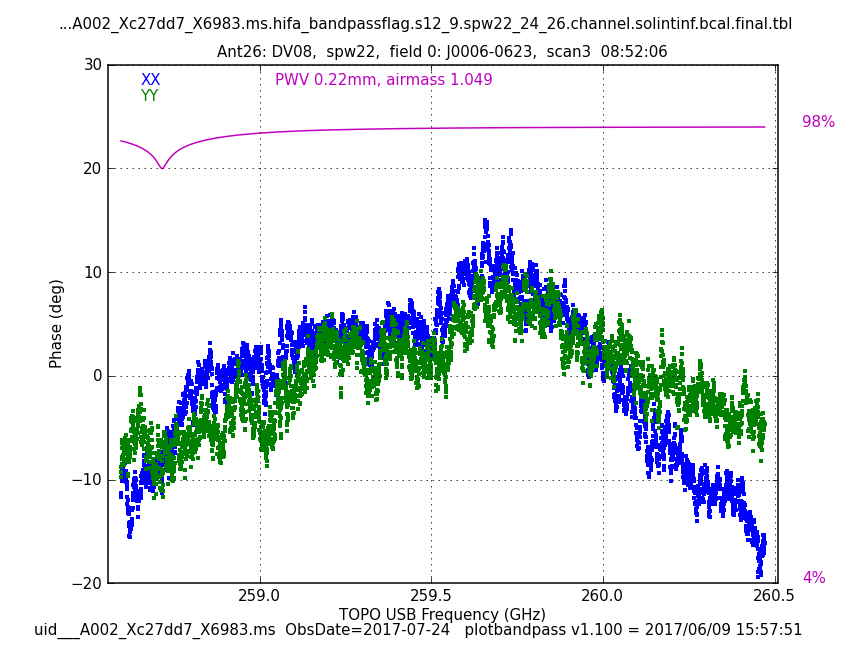 ...A002_Xc27dd7_X6983.ms.hifa_bandpassflag.s12_9.spw22_24_26.channel.solintinf.bcal.final.tbl
Ant26: DV08, spw22, field 0: J0006-0623, scan3 08:52:06
XX
YY
PWV 0.22mm, airmass 1.049
98%
4%
30
20
10
0
−10
−20
Phase (deg)
259.0 259.5 260.0 260.5
TOPO USB Frequency (GHz)
uid___A002_Xc27dd7_X6983.ms ObsDate=2017-07-24 plotbandpass v1.100 = 2017/06/09 15:57:51